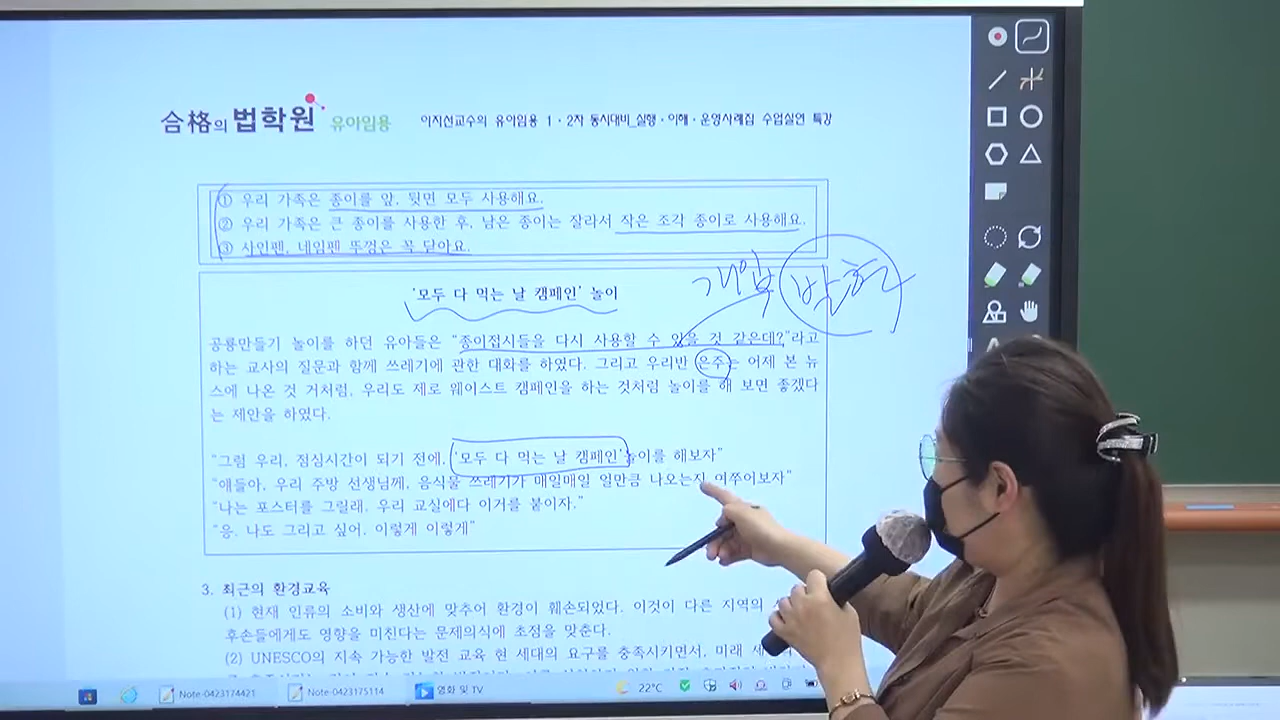 合格의 법학원 유아임용
이지선교수의 유아임용 1·2차 동시대비_실행·이해·운영사례집 수업실연 특강
① 우리 가족은 종이를 앞, 뒷면 모두 사용해요.
② 우리 가족은 큰 종이를 사용한 후, 남은 종이는 잘라서 작은 조각 종이로 사용해요.
③ 사인펜, 네임펜 뚜껑은 꼭 닫아요.
'모두 다 먹는 날 캠페인' 놀이
공룡만들기 놀이를 하던 유아들은 "종이접시들을 다시 사용할 수 있을 것 같은데?"라고
하는 교사의 질문과 함께 쓰레기에 관한 대화를 하였다. 그리고 우리반 은주는 어제 본 뉴
스에 나온 것 거처럼, 우리도 제로 웨이스트 캠페인을 하는 것처럼 놀이를 해 보면 좋겠다
는 제안을 하였다.
"그럼 우리, 점심시간이 되기 전에, '모두 다 먹는 날 캠페인'놀이를 해보자"
"얘들아, 우리 주방 선생님께, 음식물 쓰레기가 매일매일 얼만큼 나오는지 여쭈어보자"
"나는 포스터를 그릴래, 우리 교실에다 이거를 붙이자."
"응. 나도 그리고 싶어. 이렇게 이렇게"
3. 최근의 환경교육
(1) 현재 인류의 소비와 생산에 맞추어 환경이 훼손되었다. 이것이 다른 지역의
후손들에게도 영향을 미친다는 문제의식에 초점을 맞춘다.
(2) UNESCO의 지속 가능한 발전 교육 현 세대의 요구를 충족시키면서, 미래
Note-0423174421
Note-0423175114
영화 및 TV
22℃